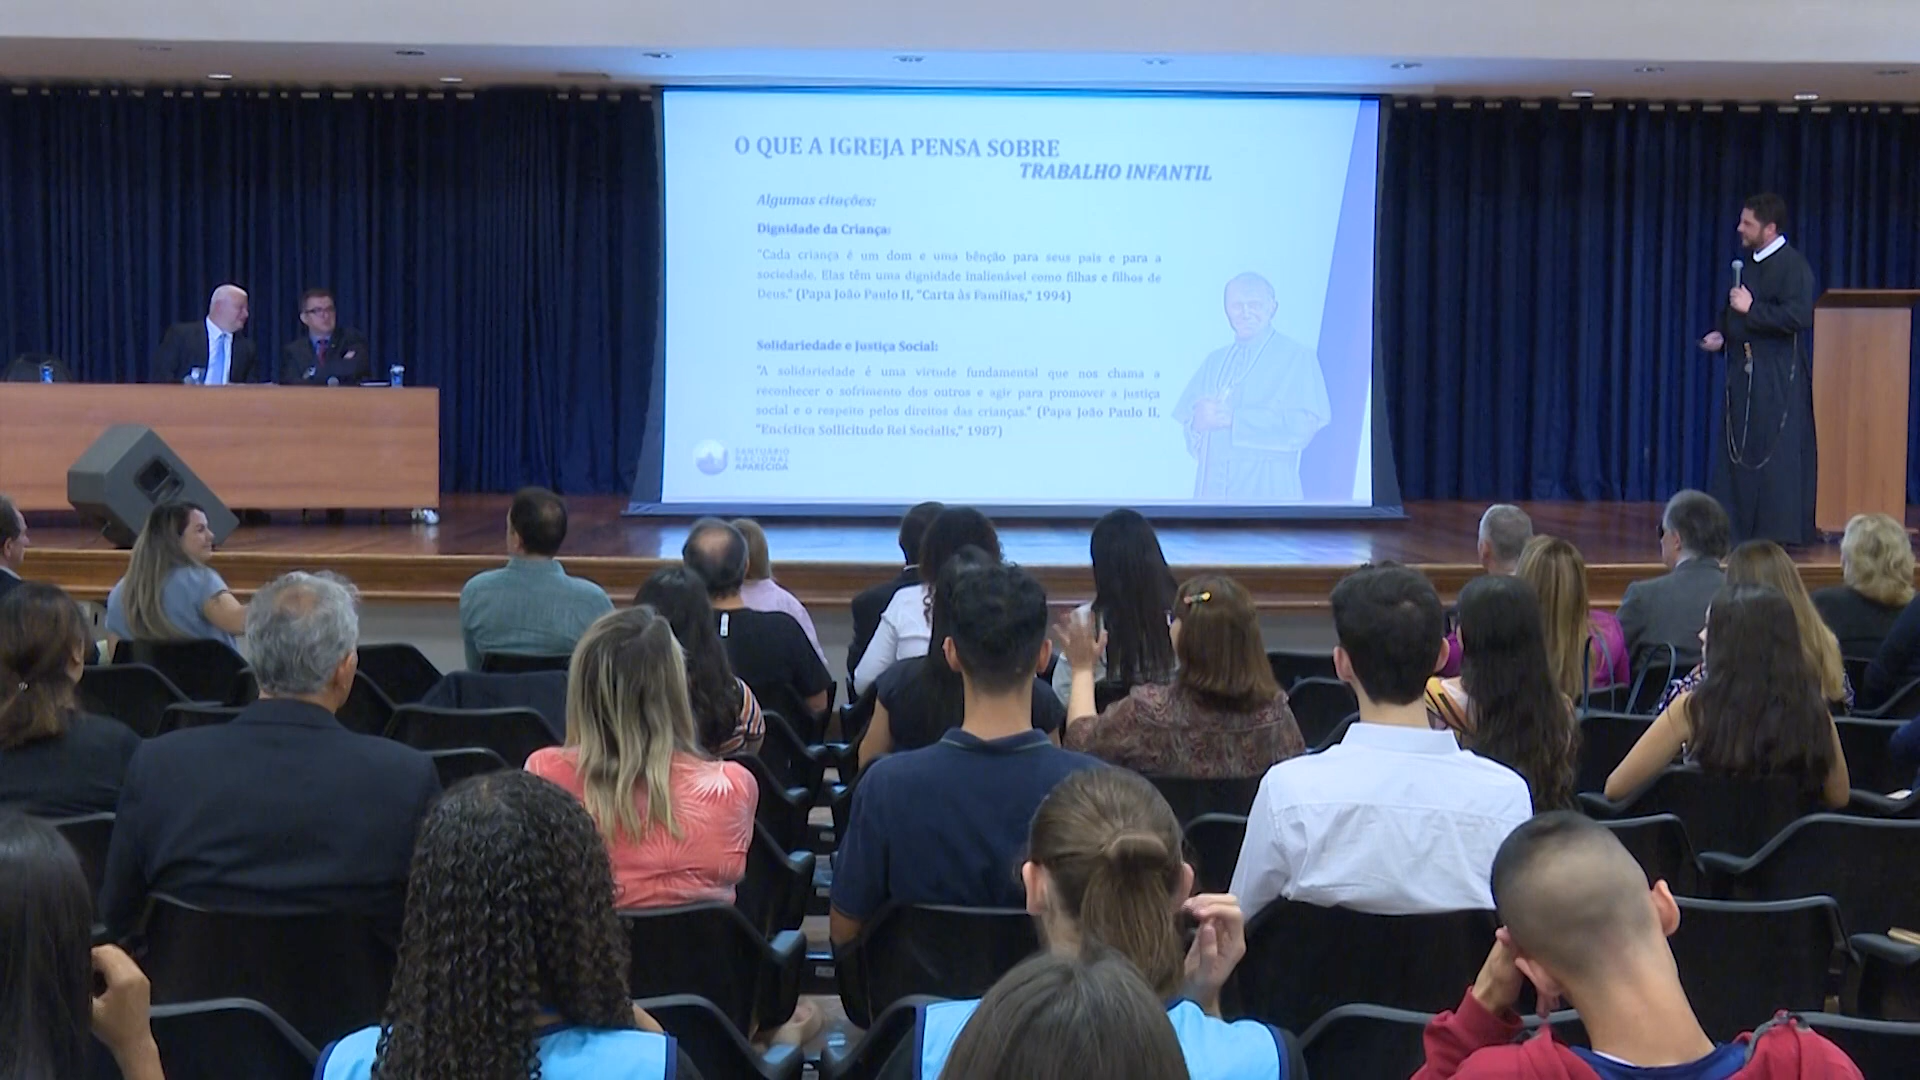 O QUE A IGREJA PENSA SOBRE
TRABALHO INFANTIL
Algumas citações:
Dignidade da Criança:
"Cada criança é um dom e uma bênção para seus pais e para a
sociedade. Elas têm uma dignidade inalienável como filhas e filhos de
Deus." (Papa João Paulo II, "Carta às Famílias," 1994)
Solidariedade e Justiça Social:
"A solidariedade é uma virtude fundamental que nos chama a
reconhecer o sofrimento dos outros e agir para promover a justiça
social e o respeito pelos direitos das crianças." (Papa João Paulo II,
"Encíclica Sollicitudo Rei Socialis," 1987)
SANTUÁRIO
NACIONAL
APARECIDA